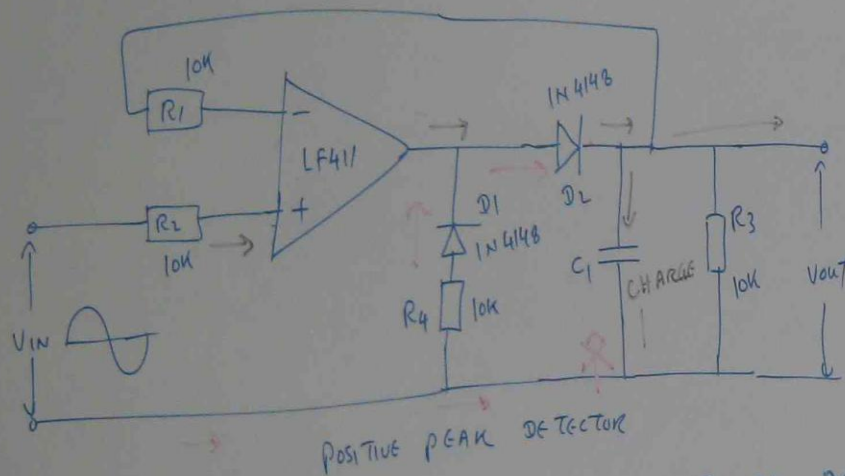 10K
R1
1N4148
LF411
-
+
D1
1N4148
D2
R2
10K
R3
10K
C1
CHARGE
R4
10K
VIN
VOUT
POSITIVE PEAK DETECTOR